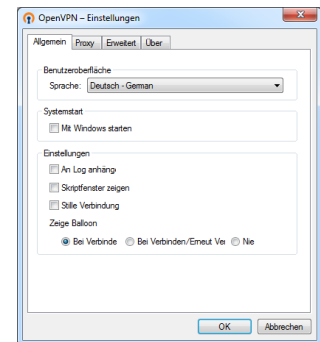 OpenVPN – Einstellungen
Allgemein Proxy Erweitert Über
Benutzeroberfläche
Sprache: Deutsch - German
Systemstart
Mit Windows starten
Einstellungen
An Log anhäng
Skriptfenster zeigen
Stille Verbindung
Zeige Balloon
Bei Verbinde Bei Verbinden/Erneut Ve Nie
OK Abbrechen